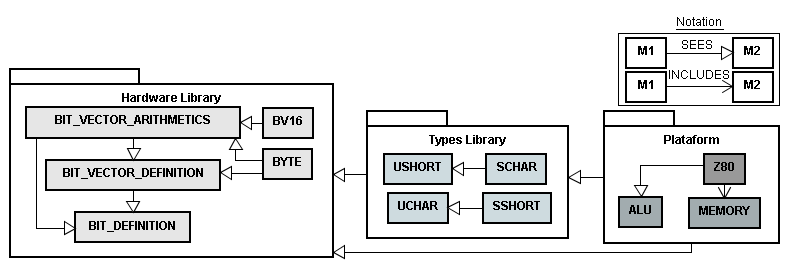 Notation
M1 SEES M2
M1 INCLUDES M2
Hardware Library
BIT_VECTOR_ARITHMETICS
BV16
BYTE
BIT_VECTOR_DEFINITION
BIT_DEFINITION
Types Library
USHORT
SCHAR
UCHAR
SSHORT
Plataform
Z80
ALU
MEMORY